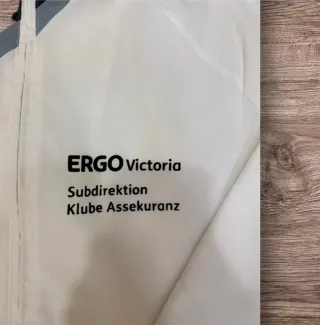 ERGO Victoria
Subdirektion
Klube Assekuranz